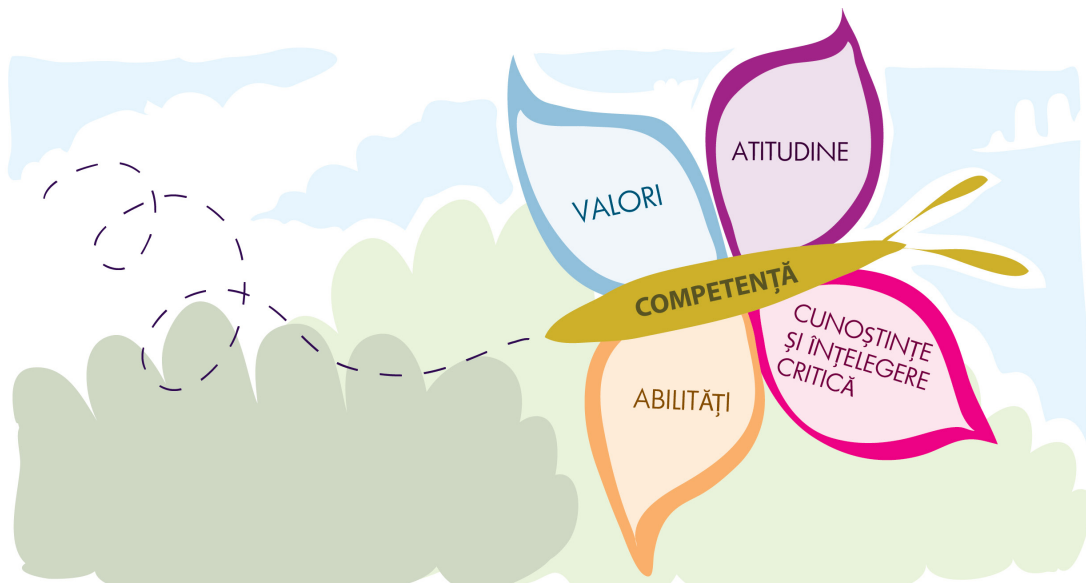 VALORI
ATITUDINE
COMPETENȚĂ
ABILITĂȚI
CUNOȘTINȚE
ȘI ÎNȚELEGERE
CRITICĂ